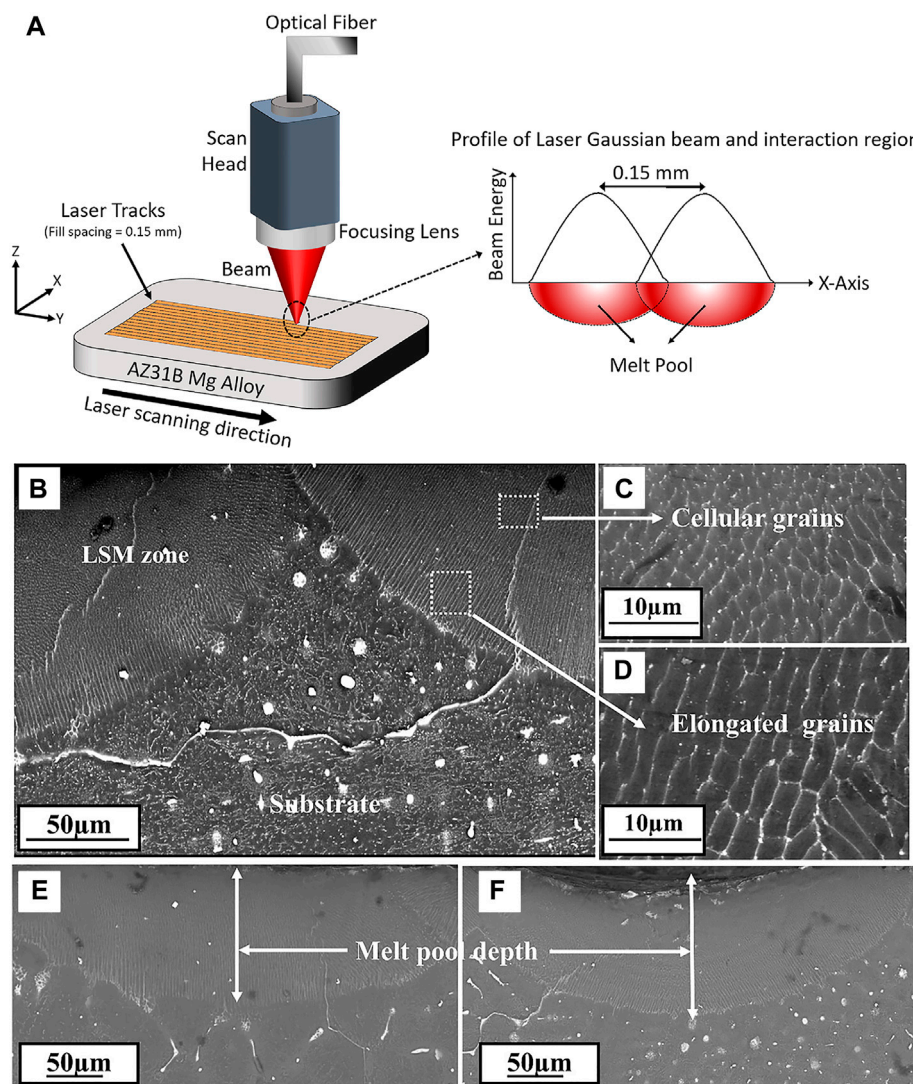 A
Optical Fiber
Scan
Head
Laser Tracks
(Fill spacing = 0.15 mm)
Focusing Lens
Beam
Z
X
Y
AZ31B Mg Alloy
Laser scanning direction
Profile of Laser Gaussian beam and interaction region
0.15 mm
Beam Energy
X-Axis
Melt Pool
B
LSM zone
Substrate
50μm
C
Cellular grains
10μm
D
Elongated grains
10μm
E
Melt pool depth
50μm
F
50μm